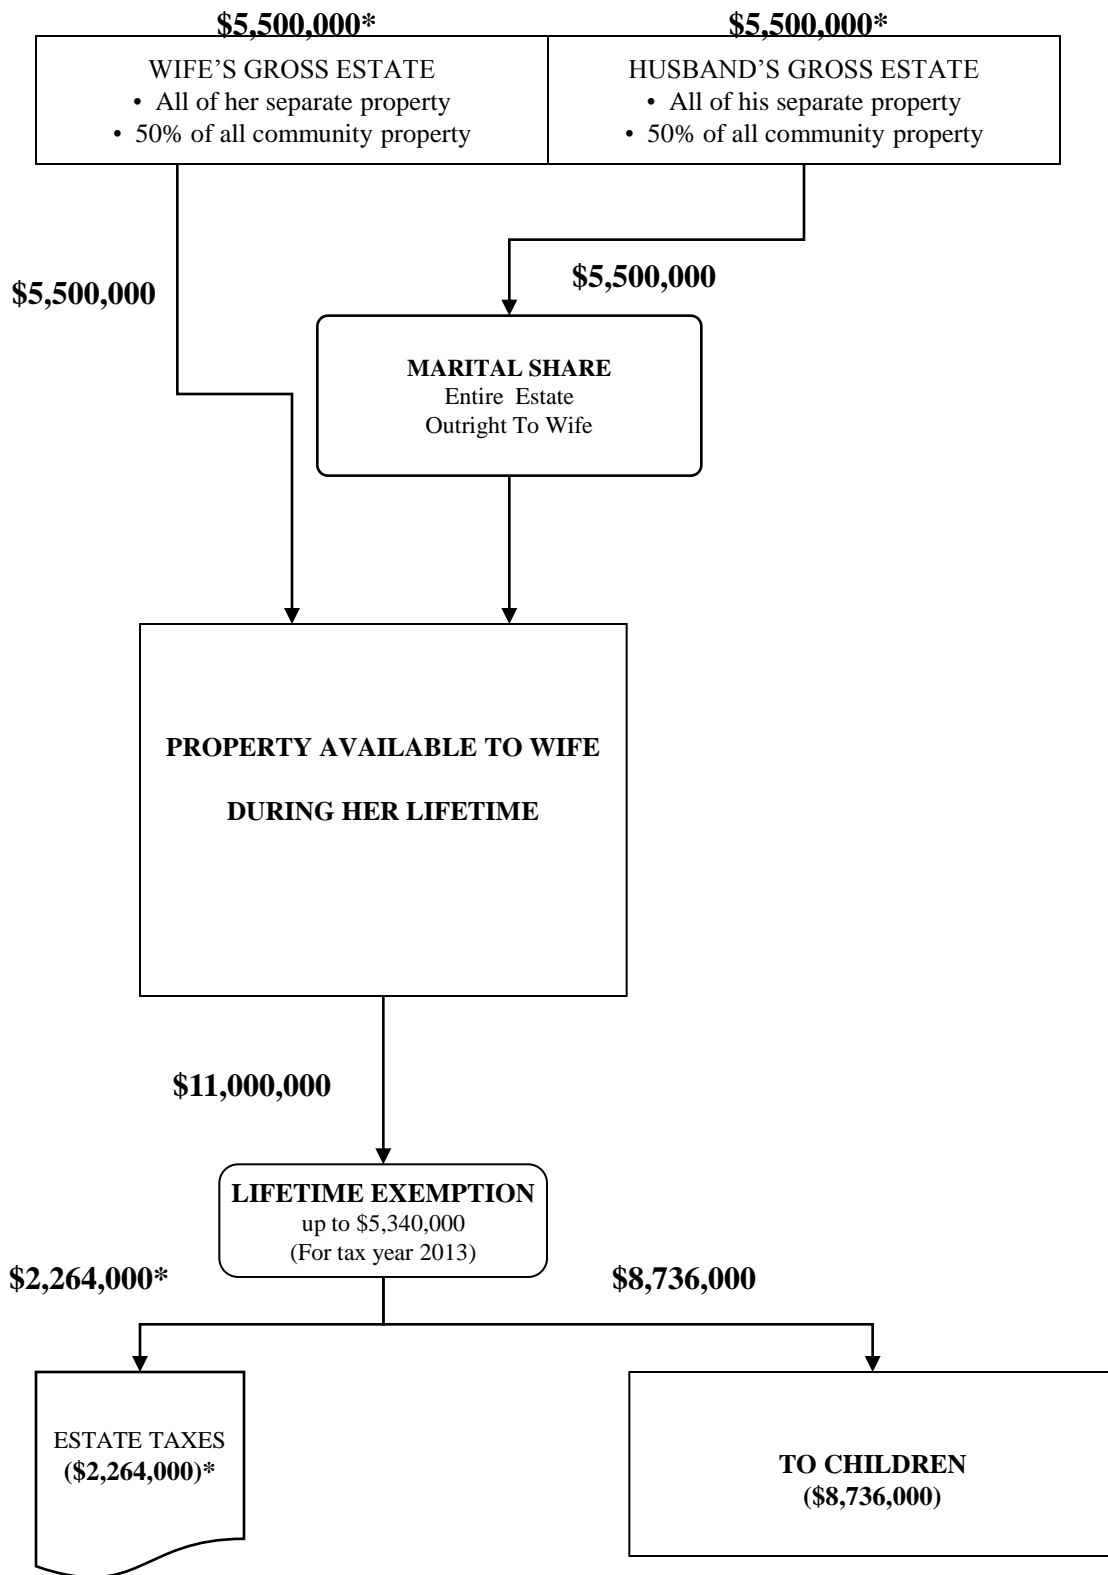 $5,500,000*
$5,500,000*
WIFE’S GROSS ESTATE
• All of her separate property
• 50% of all community property
HUSBAND’S GROSS ESTATE
• All of his separate property
• 50% of all community property
$5,500,000
$5,500,000
MARITAL SHARE
Entire Estate
Outright To Wife
PROPERTY AVAILABLE TO WIFE
DURING HER LIFETIME
$11,000,000
LIFETIME EXEMPTION
up to $5,340,000
(For tax year 2013)
$2,264,000*
$8,736,000
ESTATE TAXES
($2,264,000)*
TO CHILDREN
($8,736,000)